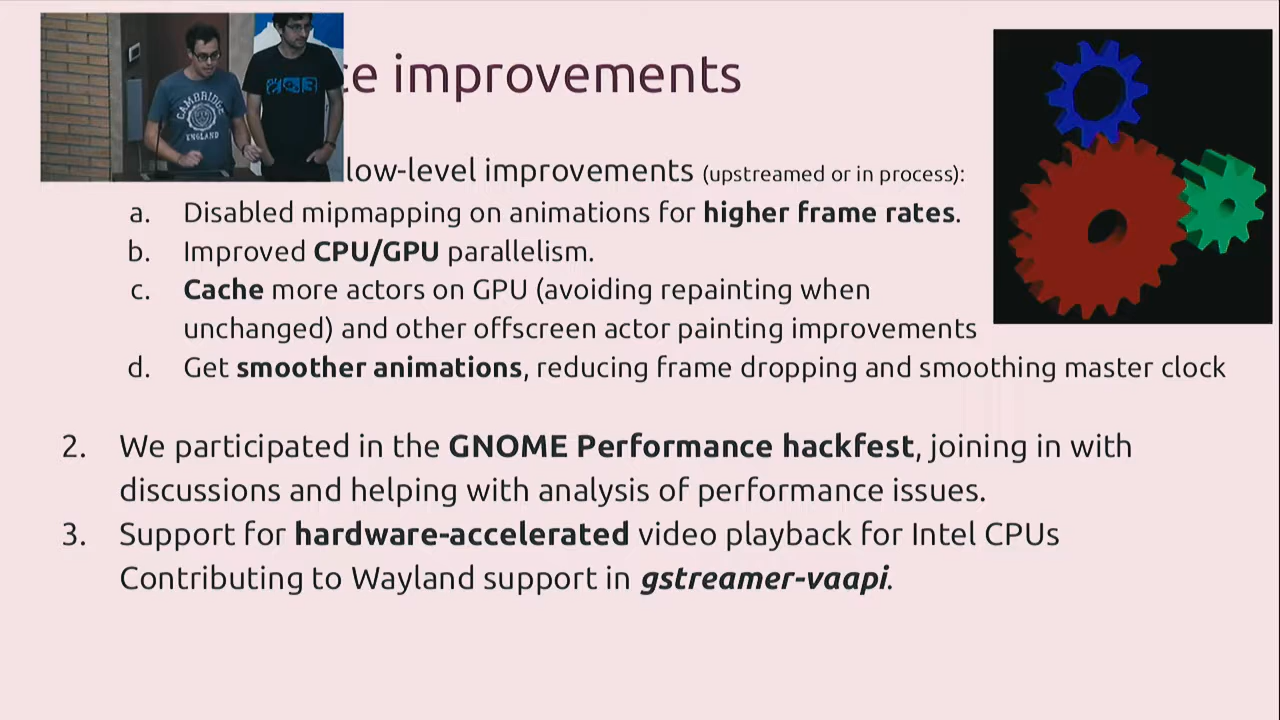 CAMBRIDGE
ENGLAND
improvements
low-level improvements (upstreamed or in process):
a. Disabled mipmapping on animations for higher frame rates.
b. Improved CPU/GPU parallelism.
c. Cache more actors on GPU (avoiding repainting when
unchanged) and other offscreen actor painting improvements
d. Get smoother animations, reducing frame dropping and smoothing master clock
2. We participated in the GNOME Performance hackfest, joining in with
discussions and helping with analysis of performance issues.
3. Support for hardware-accelerated video playback for Intel CPUs
Contributing to Wayland support in gstreamer-vaapi.